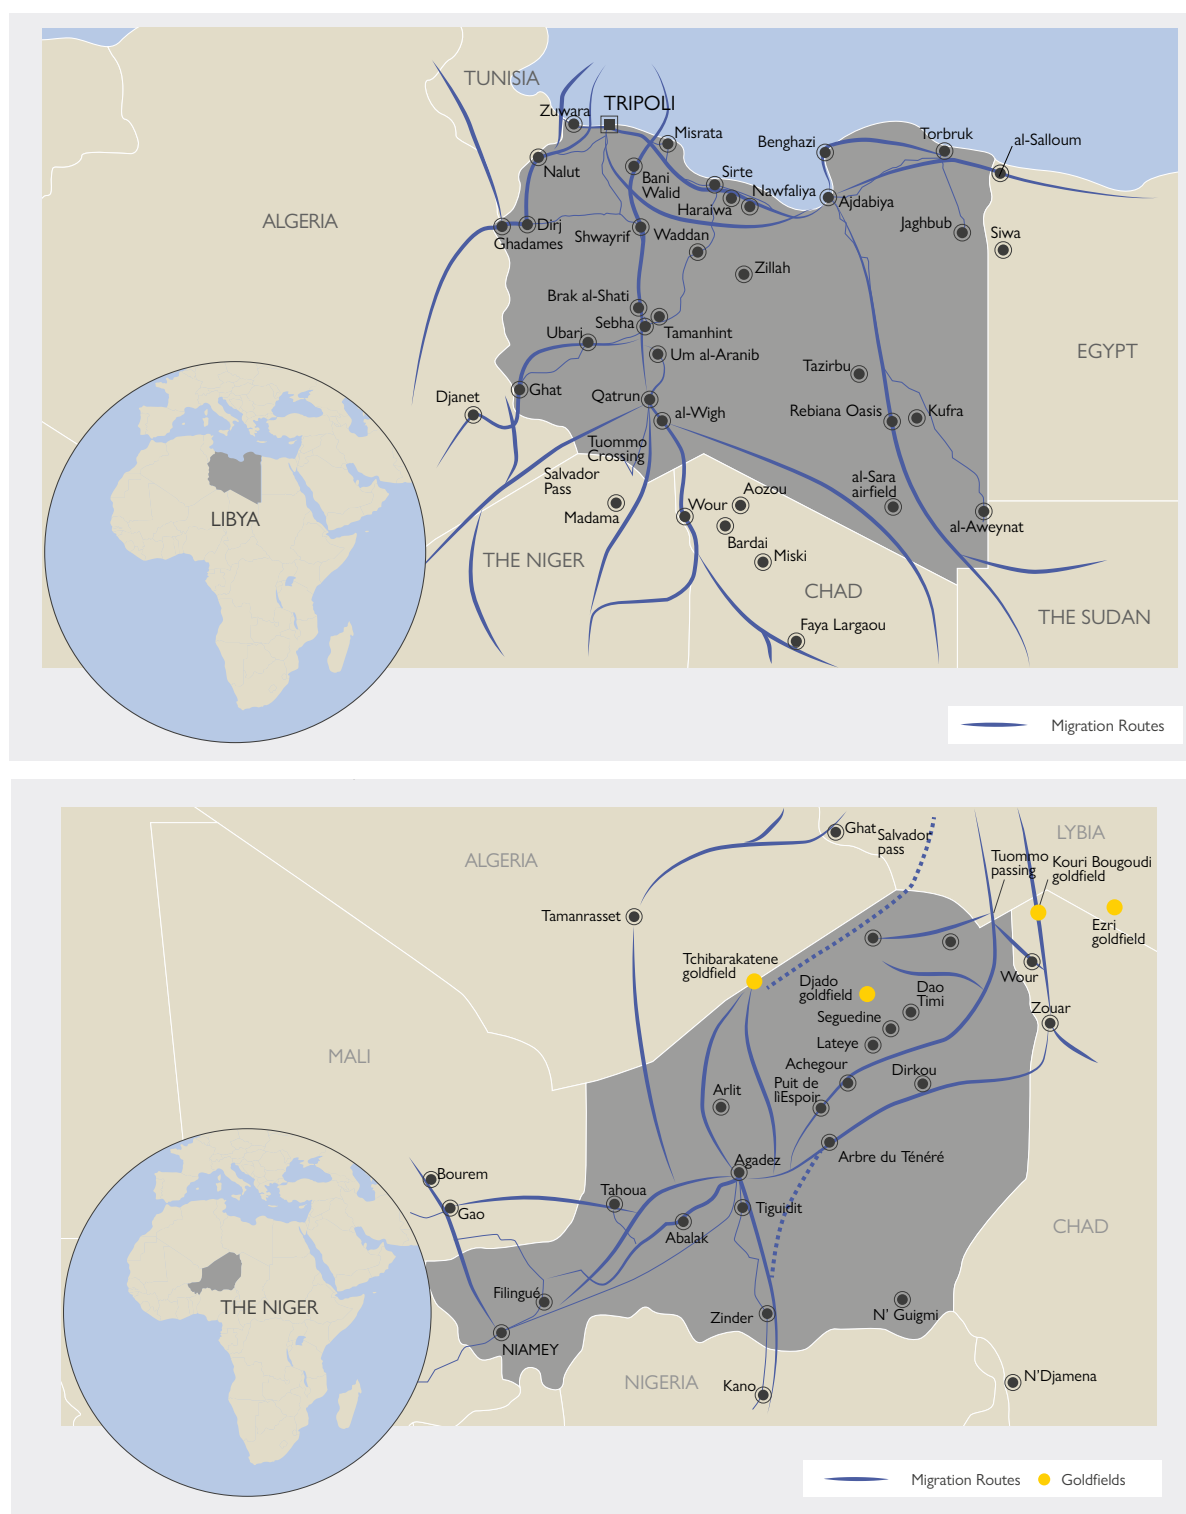 TUNISIA
Zuwara
TRIPOLI
Misrata
Benghazi
Torbruk
al-Salloum
Nalut
Bani
Walid
Sirte
Nawfaliya
Haraiwa
Ajdabiya
ALGERIA
Dirj
Ghadames
Shwayrif
Waddan
Jaghbub
Siwa
Zillah
Brak al-Shati
Sebha
Tamanhint
Ubari
Um al-Aranib
EGYPT
Tazirbu
Djanet
Ghat
Qatrun
al-Wigh
Rebiana Oasis
Kufra
Tuommo
Crossing
Salvador
Pass
al-Sara
airfield
Madama
Wour
Aozou
Bardai
al-Aweynat
LIBYA
THE NIGER
Miski
CHAD
Faya Largaou
THE SUDAN
Migration Routes
Ghat
Salvador
pass
LYBIA
ALGERIA
Tuommo
passing
Kouri Bougoudi
goldfield
Tamanrasset
Ezri
goldfield
Tchibarakatene
goldfield
Djado
goldfield
Dao
Timi
Wour
Seguedine
Zouar
Lateye
MALI
Achegour
Dirkou
Puit de
lìEspoir
Arlit
Arbre du Ténéré
Agadez
Bourem
Tahoua
Gao
Tiguidit
Abalak
CHAD
Filingué
THE NIGER
Zinder
N' Guigmi
NIAMEY
NIGERIA
Kano
N'Djamena
Migration Routes
Goldfields